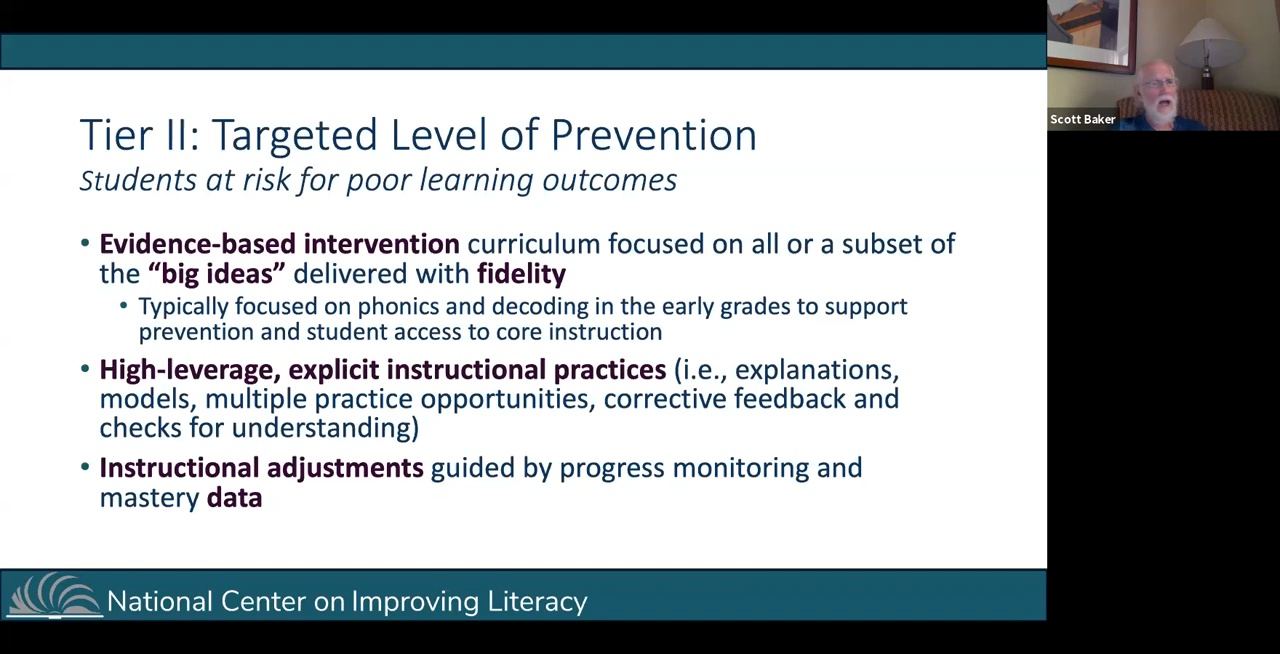 Tier II: Targeted Level of Prevention
Students at risk for poor learning outcomes
• Evidence-based intervention curriculum focused on all or a subset of
the “big ideas” delivered with fidelity
• Typically focused on phonics and decoding in the early grades to support
prevention and student access to core instruction
• High-leverage, explicit instructional practices (i.e., explanations,
models, multiple practice opportunities, corrective feedback and
checks for understanding)
• Instructional adjustments guided by progress monitoring and
mastery data
National Center on Improving Literacy
Scott Baker